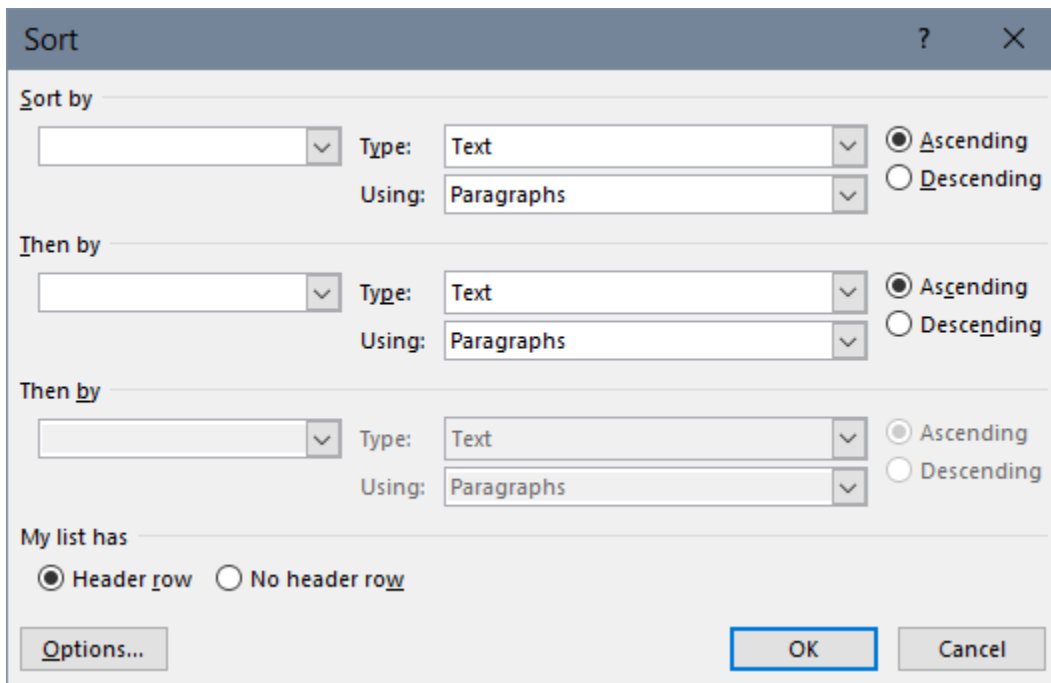 Sort ?
Sort by
Type: Text Ascending
Using: Paragraphs Descending
Then by
Type: Text Ascending
Using: Paragraphs Descending
Then by
Type: Text Ascending
Using: Paragraphs Descending
My list has
Header row No header row
Options... OK Cancel